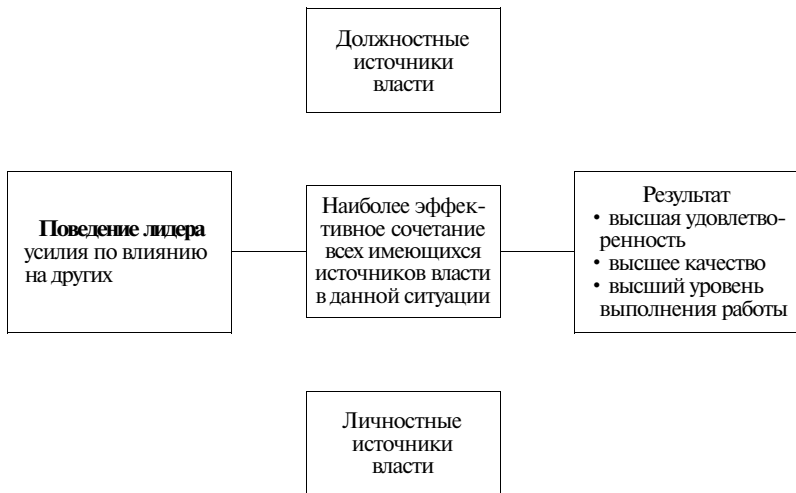 Должностные
источники
власти
Поведение лидера
усилия по влиянию
на других
Наиболее эффек-
тивное сочетание
всех имеющихся
источников власти
в данной ситуации
Результат
• высшая удовлетво-
ренность
• высшее качество
• высший уровень
выполнения работы
Личностные
источники
власти